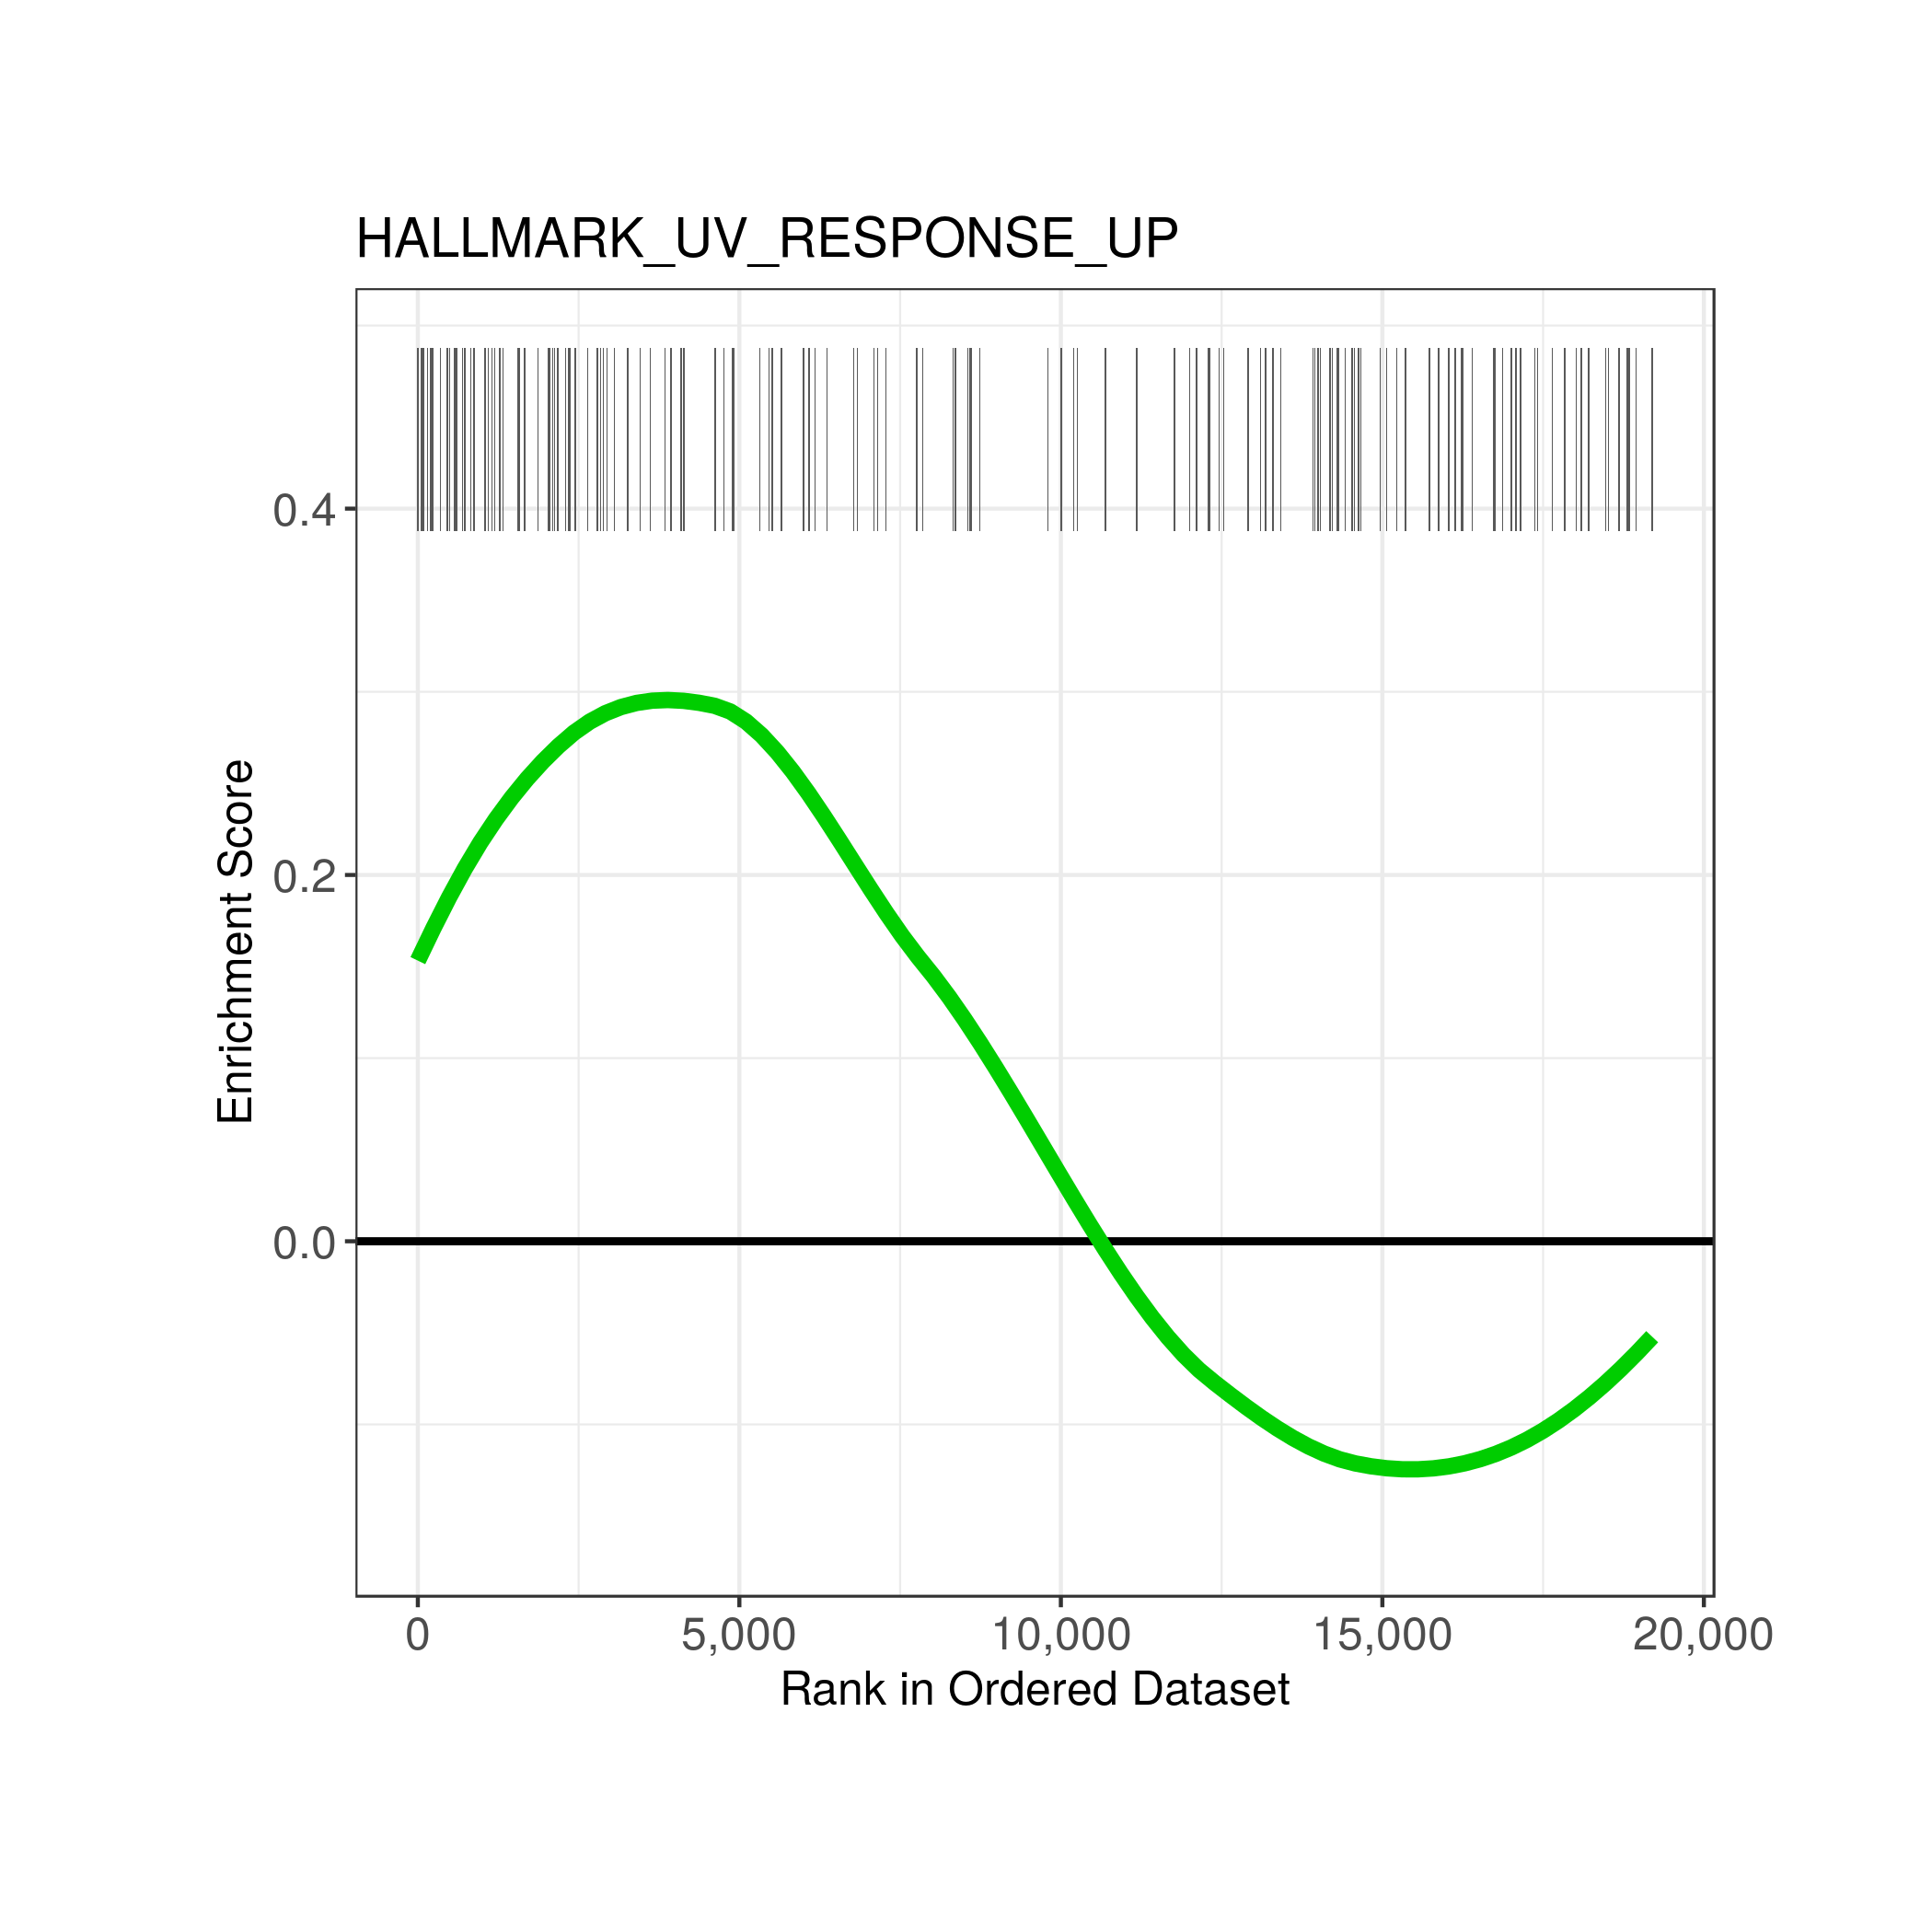 HALLMARK_UV_RESPONSE_UP
Enrichment Score
0.4
0.2
0.0
0
5,000
10,000
15,000
20,000
Rank in Ordered Dataset